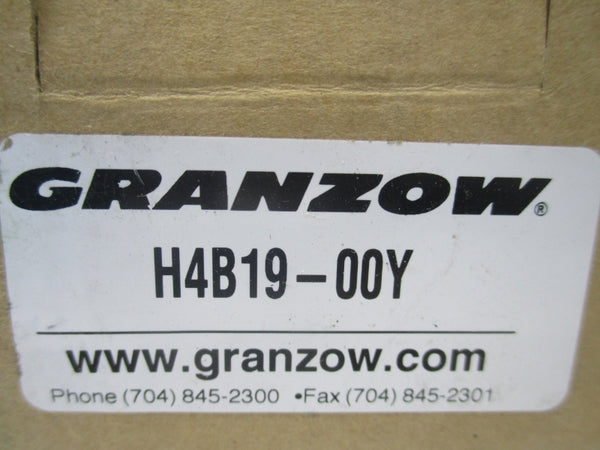 GRANZOW®
H4B19-00Y
www.granzow.com
Phone (704) 845-2300 •Fax (704) 845-2301